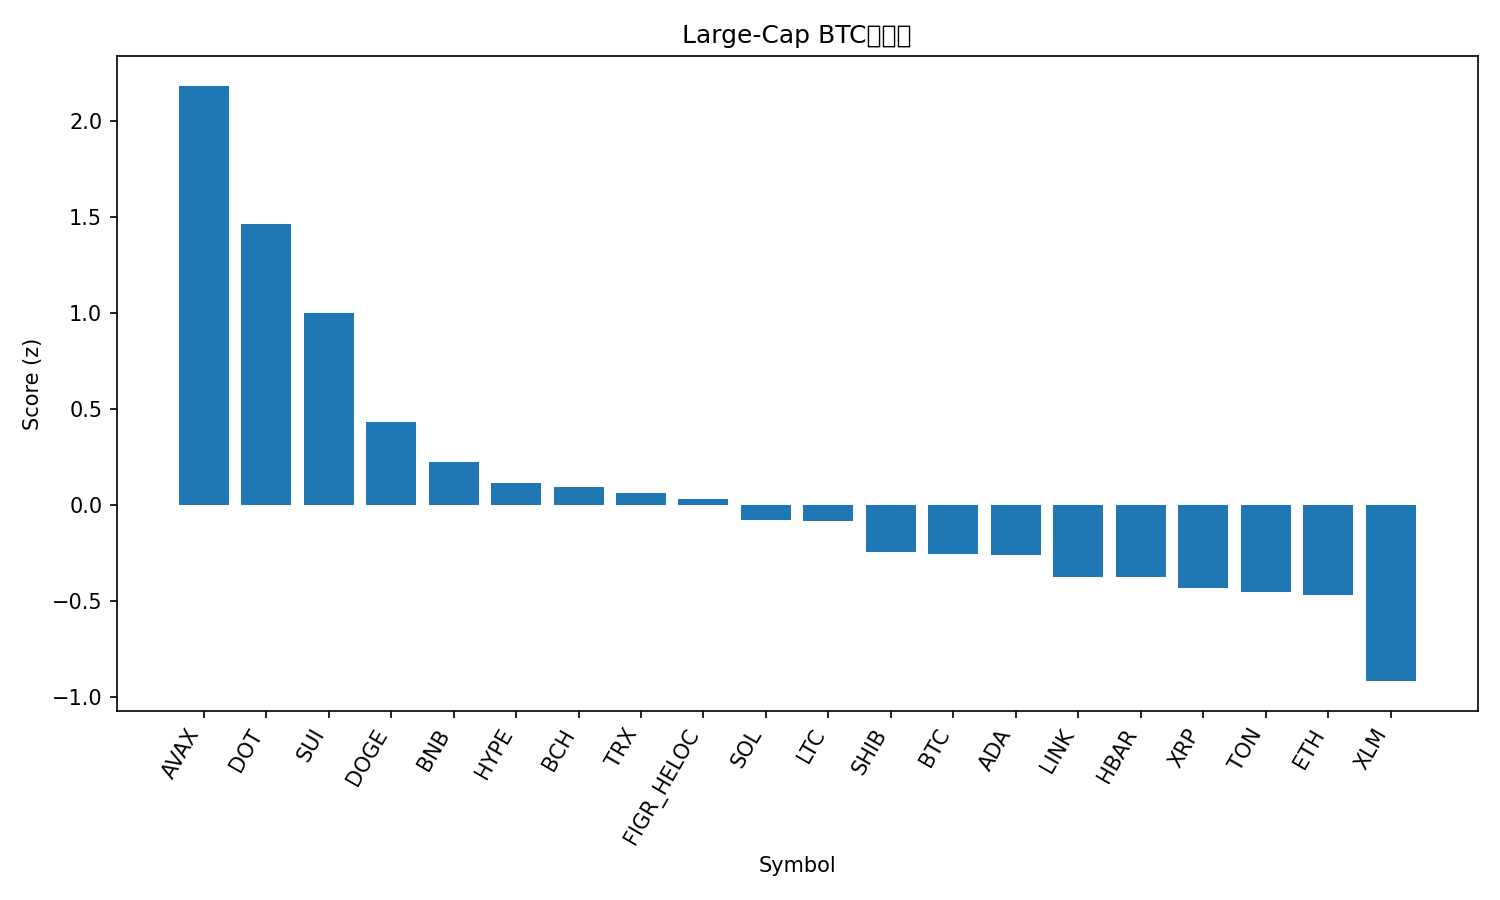 Large-Cap BTC
Score (z)
2.0
1.5
1.0
0.5
0.0
−0.5
−1.0
AVAX
DOT
SUI
DOGE
BNB
HYPE
BCH
TRX
FIGR_HELOC
SOL
LTC
SHIB
BTC
ADA
LINK
HBAR
XRP
TON
ETH
XLM
Symbol